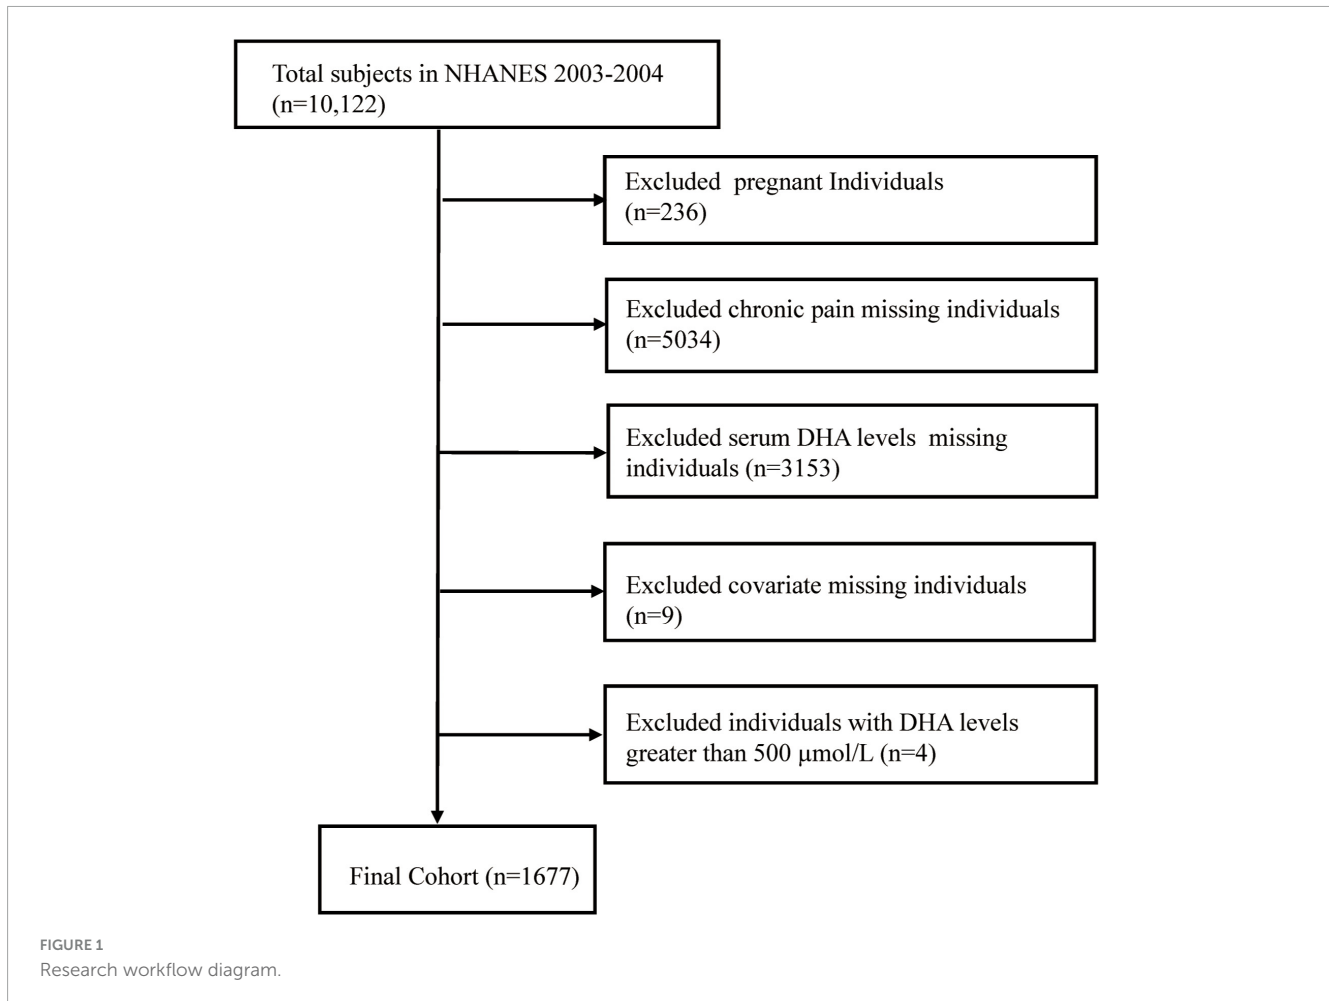 Total subjects in NHANES 2003-2004
(n=10,122)
Excluded pregnant Individuals
(n=236)
Excluded chronic pain missing individuals
(n=5034)
Excluded serum DHA levels missing
individuals (n=3153)
Excluded covariate missing individuals
(n=9)
Excluded individuals with DHA levels
greater than 500 μmol/L (n=4)
Final Cohort (n=1677)
FIGURE 1
Research workflow diagram.